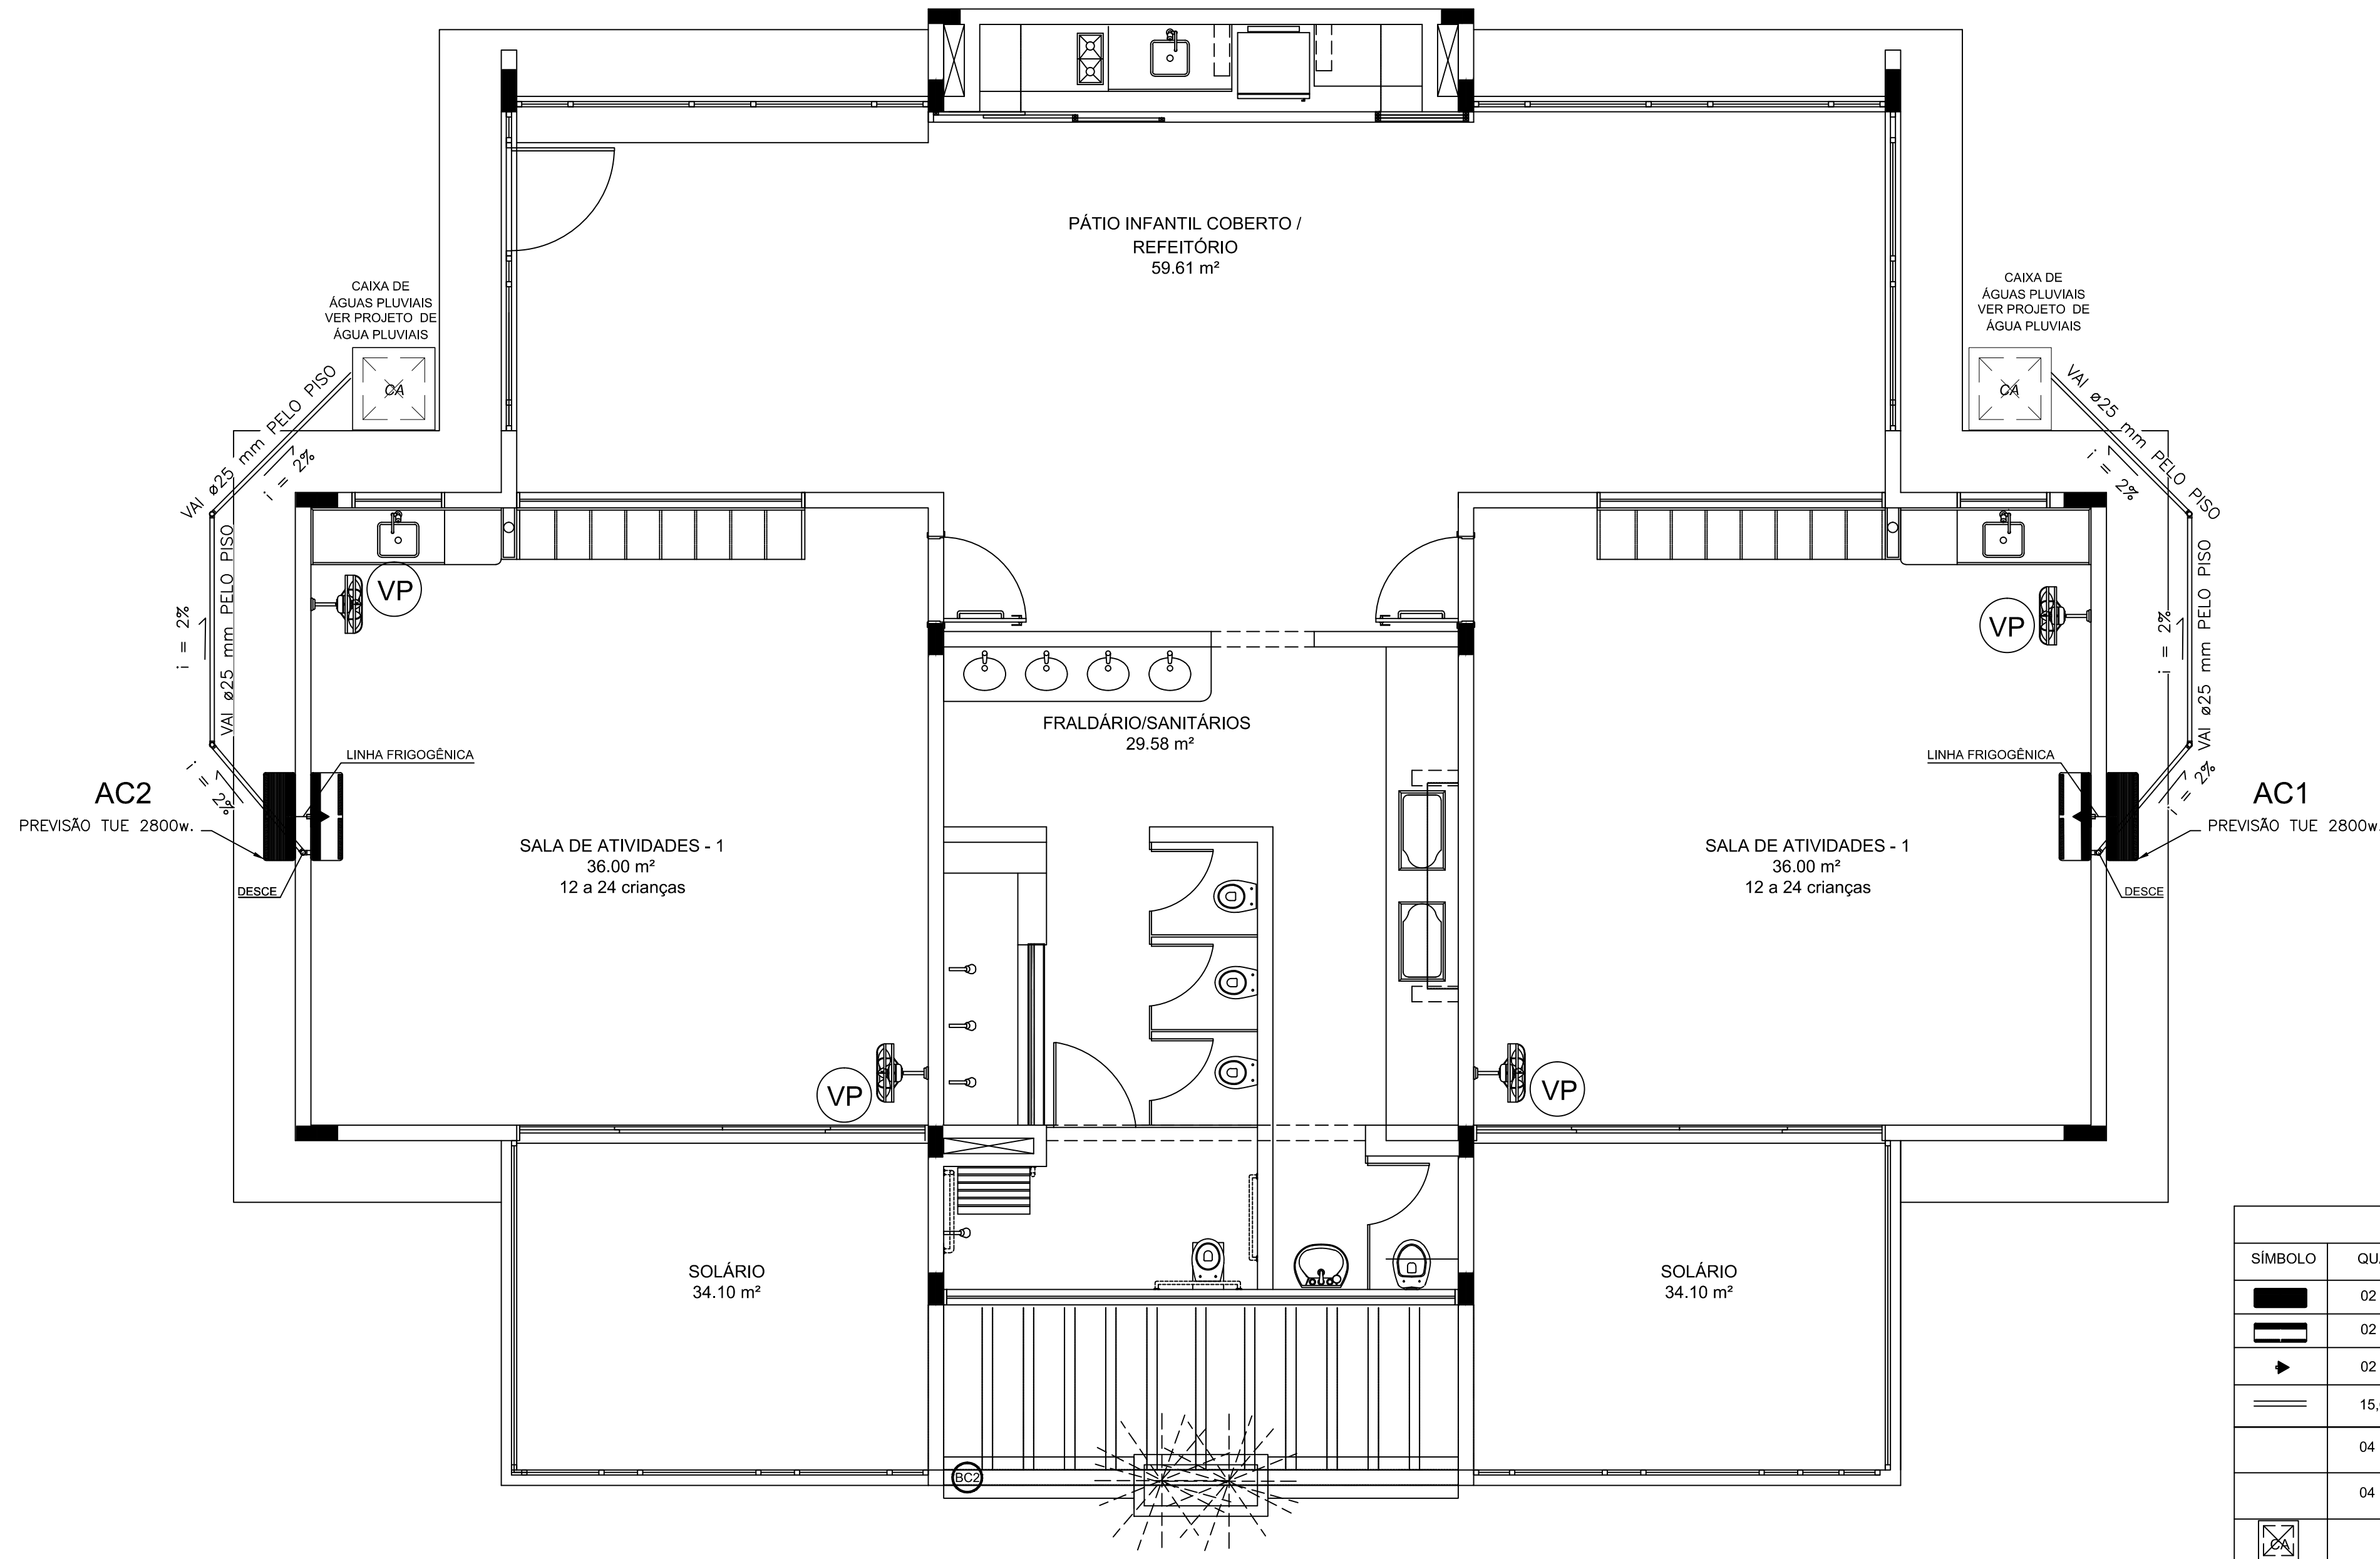 PÁTIO INFANTIL COBERTO /
REFEITÓRIO
59.61 m²
CAIXA DE
ÁGUAS PLUVIAIS
VER PROJETO DE
ÁGUA PLUVIAIS
CA
VAI ø25 mm PELO PISO
i = 2%
VAI ø25 mm PELO PISO
i = 2%
i = 2%
CAIXA DE
ÁGUAS PLUVIAIS
VER PROJETO DE
ÁGUA PLUVIAIS
CA
VAI ø25 mm PELO PISO
i = 2%
VAI ø25 mm PELO PISO
i = 2%
i = 2%
VP
VP
FRALDÁRIO/SANITÁRIOS
29.58 m²
LINHA FRIGOGÊNICA
LINHA FRIGOGÊNICA
AC2
PREVISÃO TUE 2800w.
AC1
PREVISÃO TUE 2800w
SALA DE ATIVIDADES - 1
36.00 m²
12 a 24 crianças
SALA DE ATIVIDADES - 1
36.00 m²
12 a 24 crianças
DESCE
DESCE
VP
VP
SOLÁRIO
34.10 m²
SOLÁRIO
34.10 m²
BC2
SÍMBOLO QU
02
02
02
15,
04
04
CA